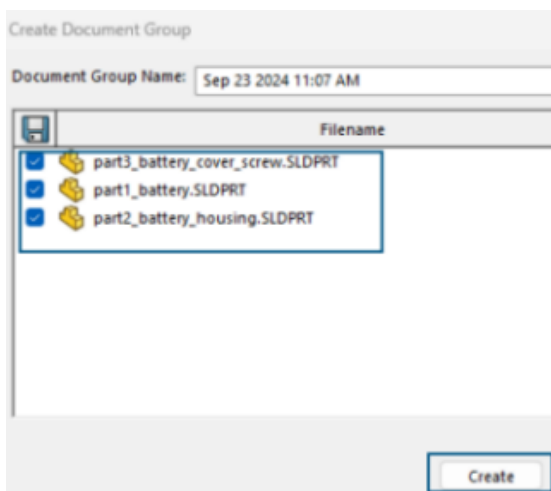 Create Document Group
Document Group Name: Sep 23 2024 11:07 AM
Filename
part3_battery_cover_screw.SLDPRT
part1_battery.SLDPRT
part2_battery_housing.SLDPRT
Create